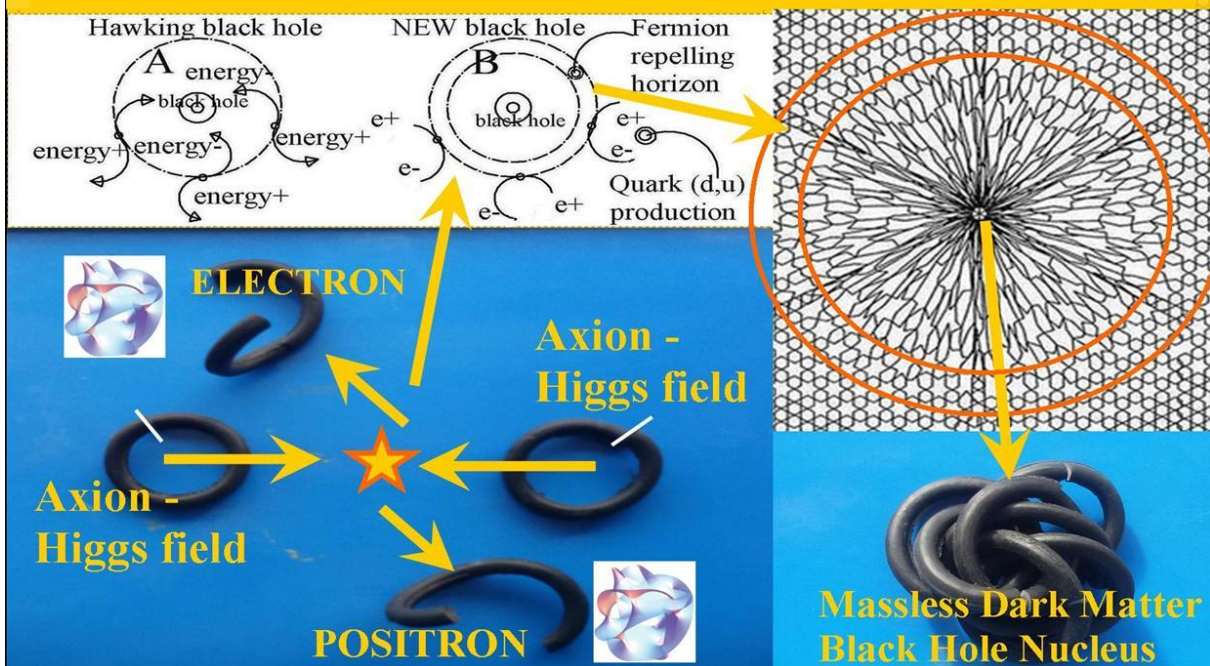 Hawking black hole
A
energy-
black hole
energy+
energy-
energy+
energy+
NEW black hole
B
black hole
e+
e-
e-
e+
e+
e-
Fermion
repelling
horizon
Quark (d,u)
production
ELECTRON
Axion -
Higgs field
Axion -
Higgs field
POSITRON
Massless Dark Matter
Black Hole Nucleus